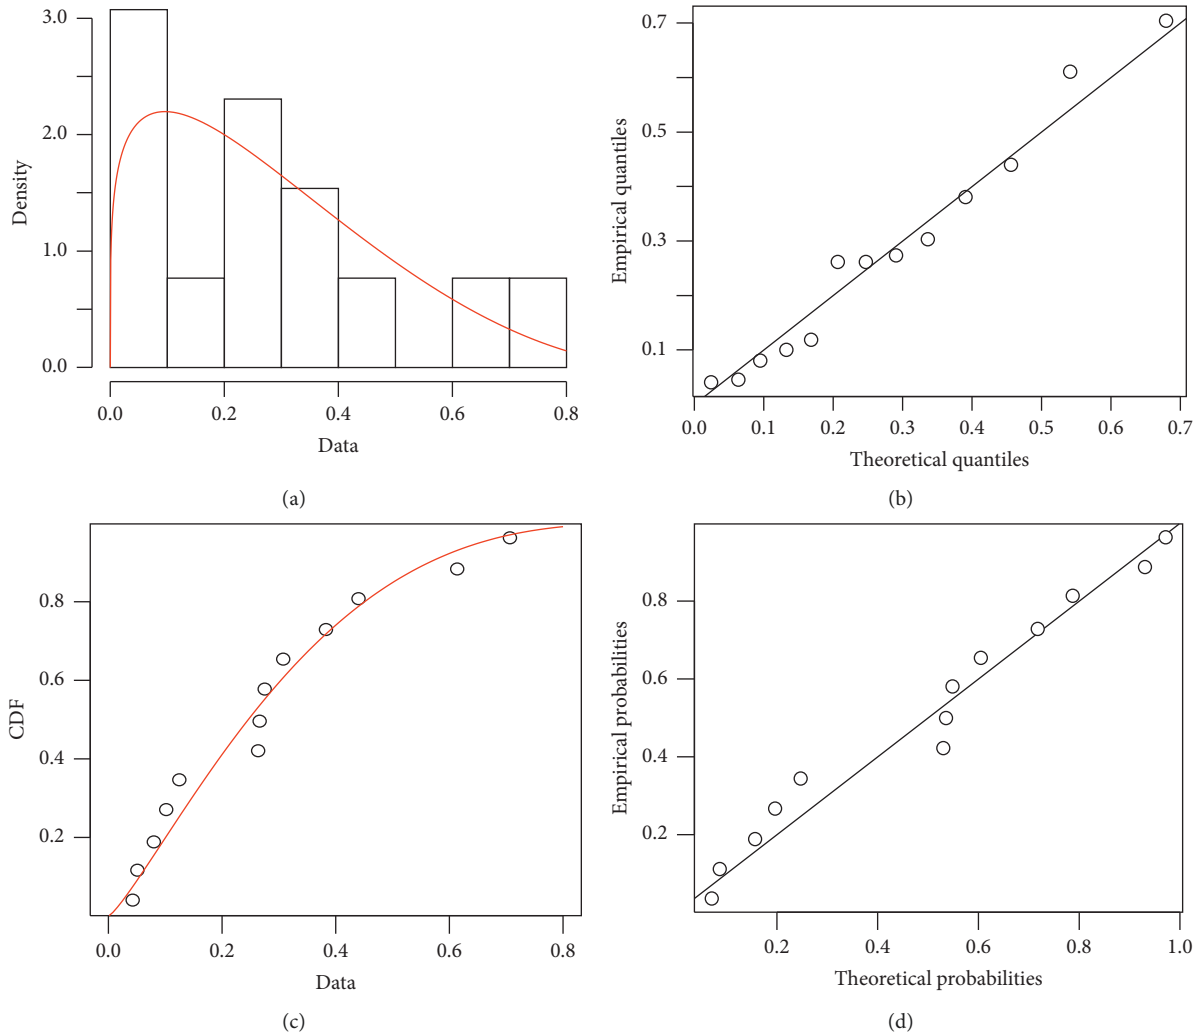 3.0
2.0
1.0
0.0
Density
0.0 0.2 0.4 0.6 0.8
Data
(a)
0.7
0.5
0.3
0.1
Empirical quantiles
0.0 0.1 0.2 0.3 0.4 0.5 0.6 0.7
Theoretical quantiles
(b)
0.8
0.6
0.4
0.2
CDF
0.0 0.2 0.4 0.6 0.8
Data
(c)
0.8
0.6
0.4
0.2
Empirical probabilities
0.2 0.4 0.6 0.8 1.0
Theoretical probabilities
(d)